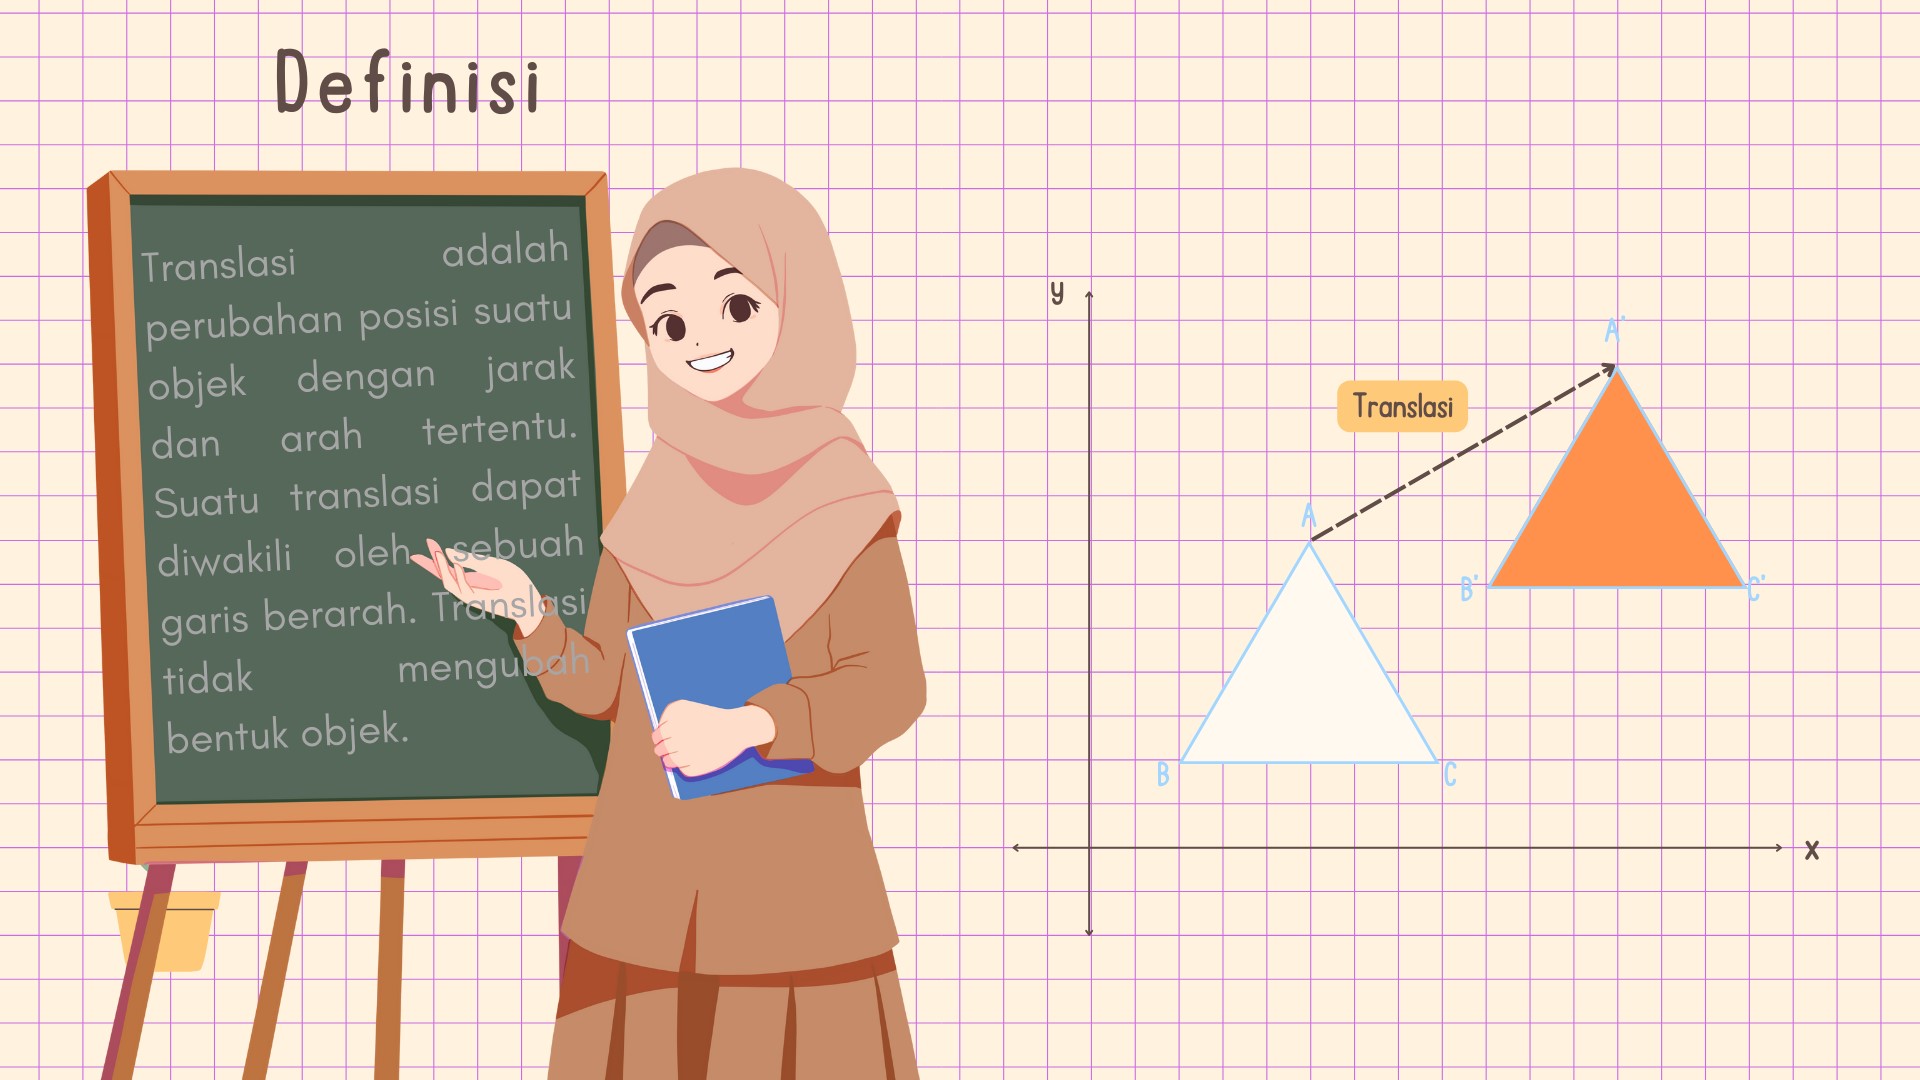 Definisi
Translasi adalah
perubahan posisi suatu
objek dengan jarak
dan arah tertentu.
Suatu translasi dapat
diwakili oleh sebuah
garis berarah. Translasi
tidak mengubah
bentuk objek.
y
A'
Translasi
A
B'
C'
B
C
x